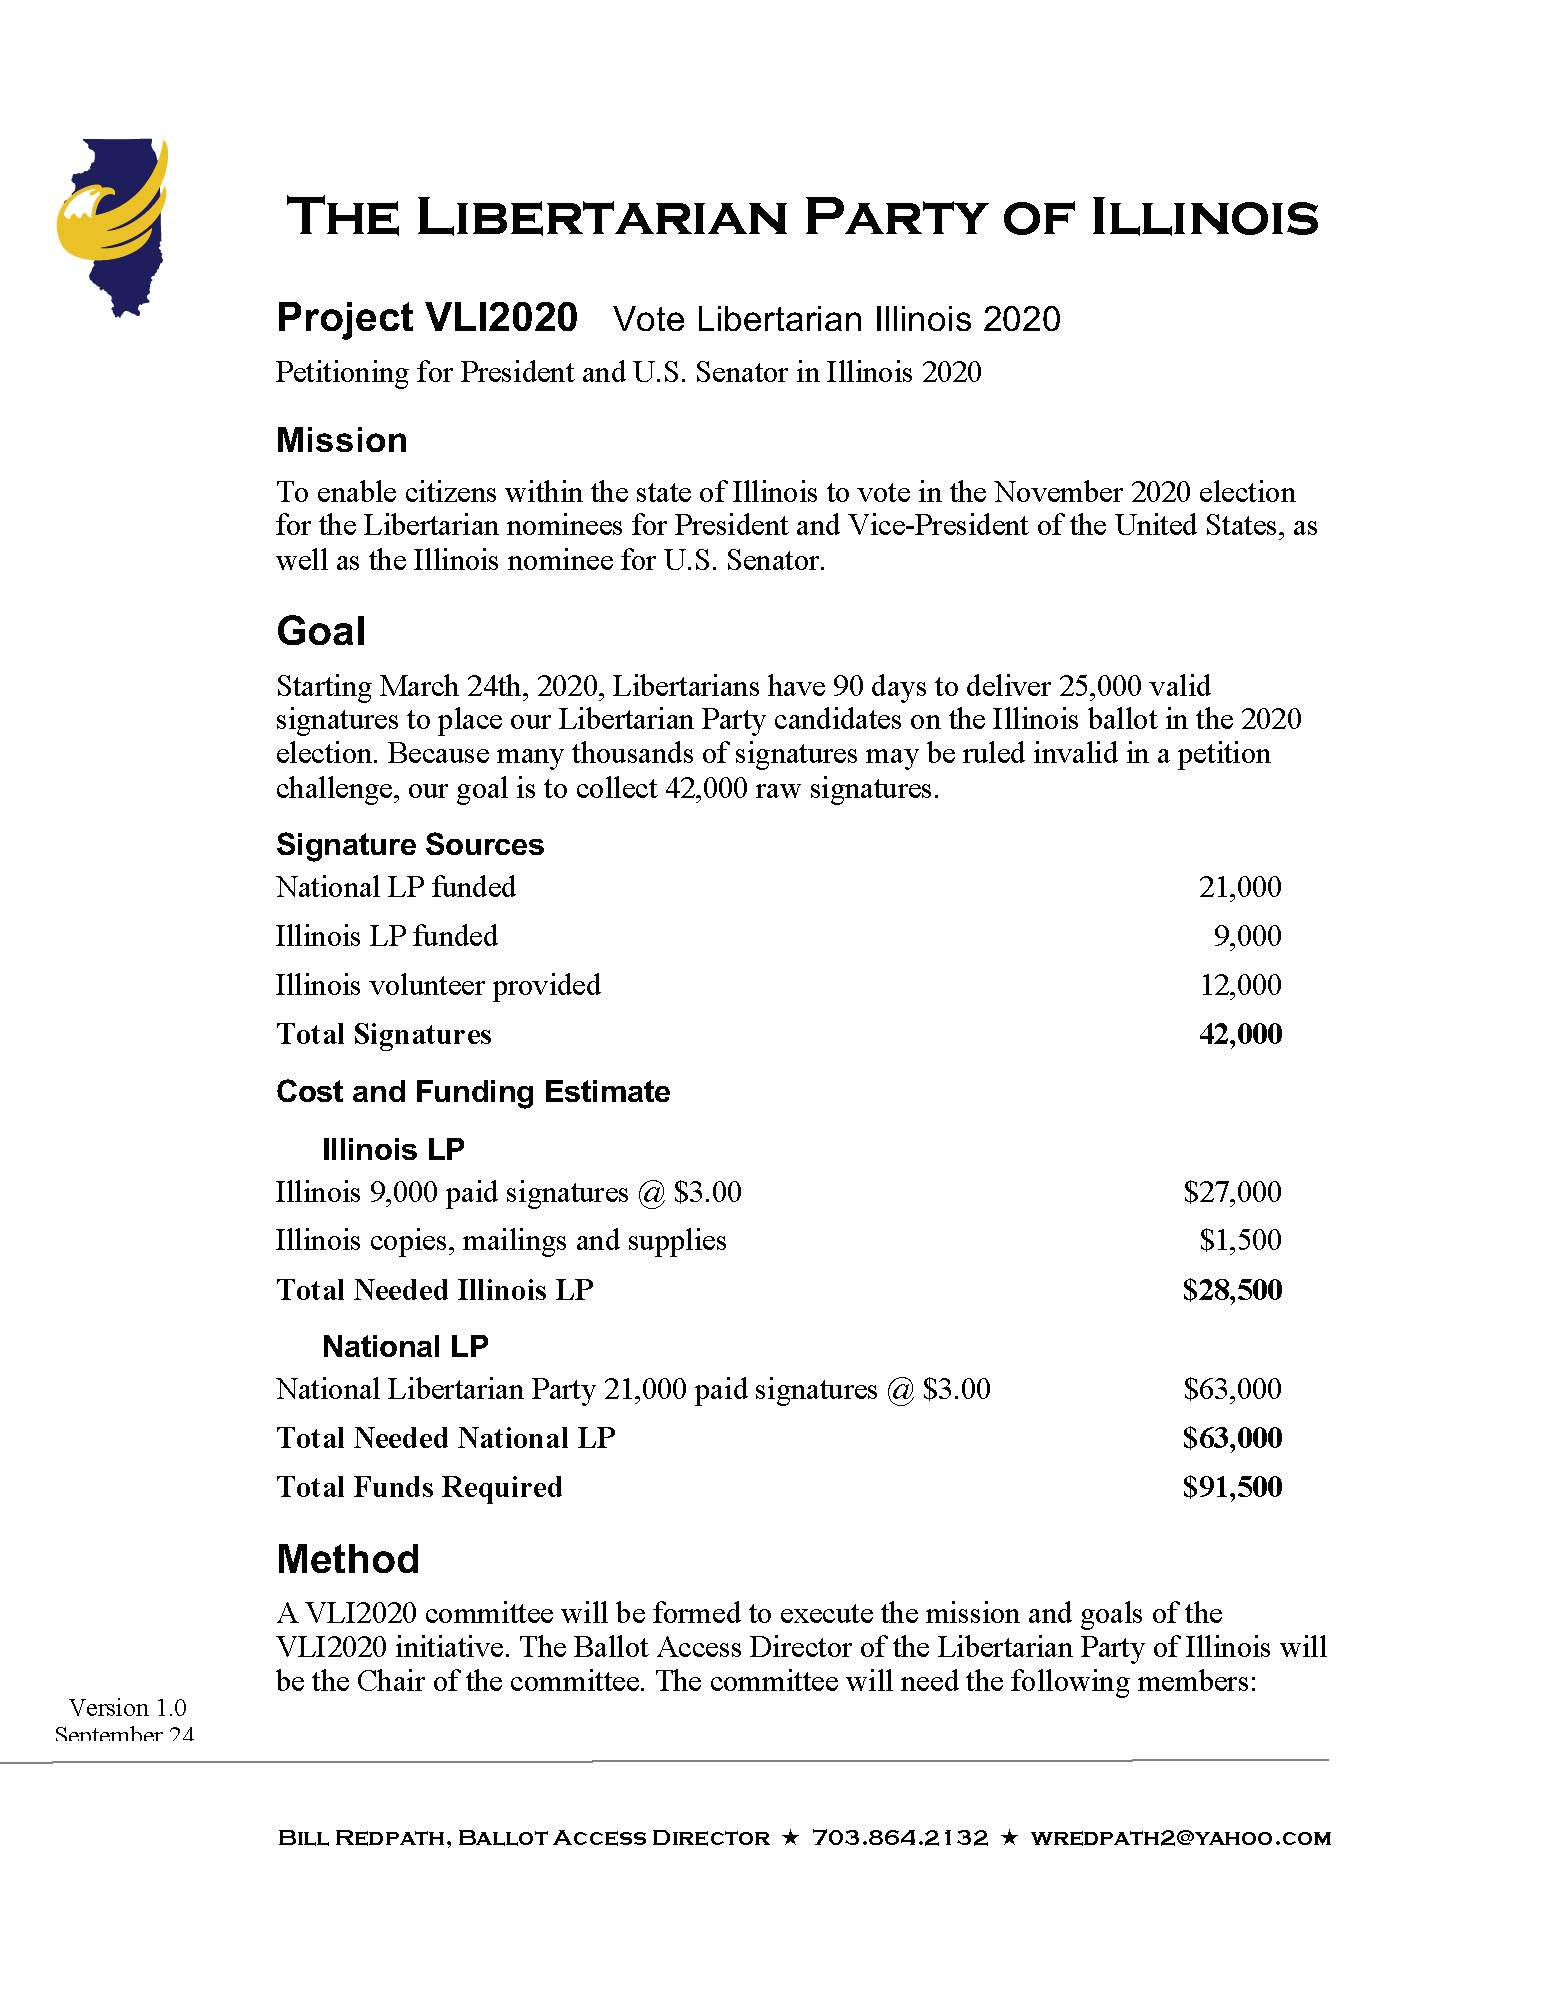 The Libertarian Party of Illinois
Project VLI2020 Vote Libertarian Illinois 2020
Petitioning for President and U.S. Senator in Illinois 2020
Mission
To enable citizens within the state of Illinois to vote in the November 2020 election
for the Libertarian nominees for President and Vice-President of the United States, as
well as the Illinois nominee for U.S. Senator.
Goal
Starting March 24th, 2020, Libertarians have 90 days to deliver 25,000 valid
signatures to place our Libertarian Party candidates on the Illinois ballot in the 2020
election. Because many thousands of signatures may be ruled invalid in a petition
challenge, our goal is to collect 42,000 raw signatures.
Signature Sources
National LP funded 21,000
Illinois LP funded 9,000
Illinois volunteer provided 12,000
Total Signatures 42,000
Cost and Funding Estimate
Illinois LP
Illinois 9,000 paid signatures @ $3.00 $27,000
Illinois copies, mailings and supplies $1,500
Total Needed Illinois LP $28,500
National LP
National Libertarian Party 21,000 paid signatures @ $3.00 $63,000
Total Needed National LP $63,000
Total Funds Required $91,500
Method
A VLI2020 committee will be formed to execute the mission and goals of the
VLI2020 initiative. The Ballot Access Director of the Libertarian Party of Illinois will
be the Chair of the committee. The committee will need the following members:
Version 1.0
September 24
Bill Redpath, Ballot Access Director ★ 703.864.2132 ★ wredpath2@yahoo.com